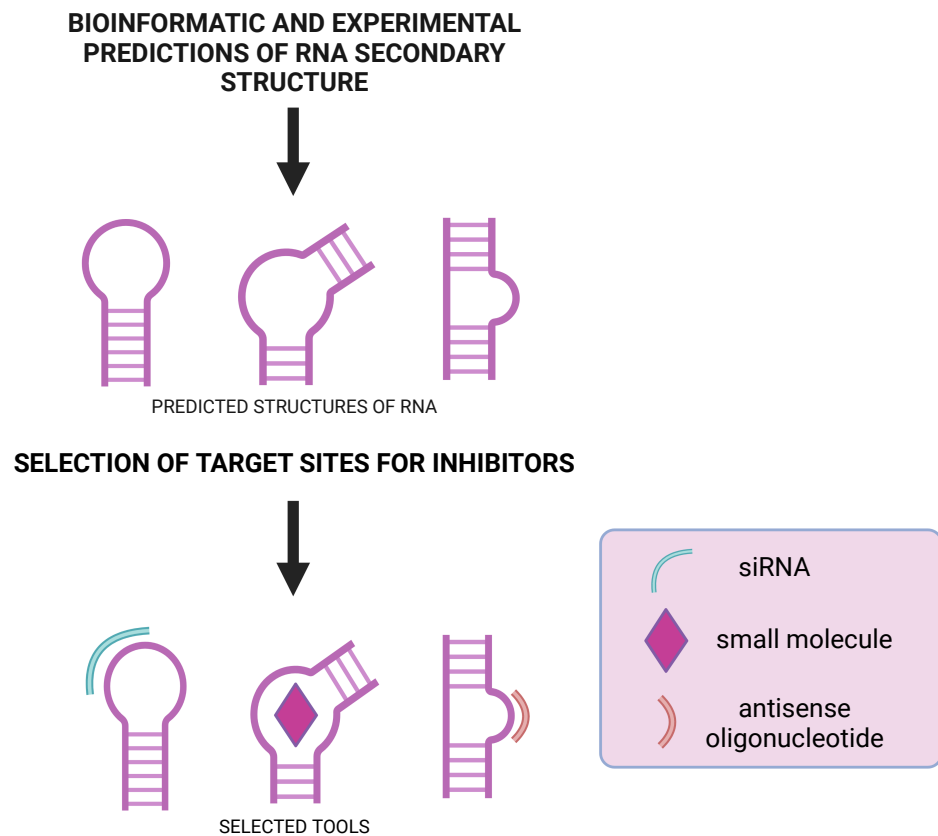 BIOINFORMATIC AND EXPERIMENTAL
PREDICTIONS OF RNA SECONDARY
STRUCTURE
PREDICTED STRUCTURES OF RNA
SELECTION OF TARGET SITES FOR INHIBITORS
siRNA
small molecule
antisense
oligonucleotide
SELECTED TOOLS